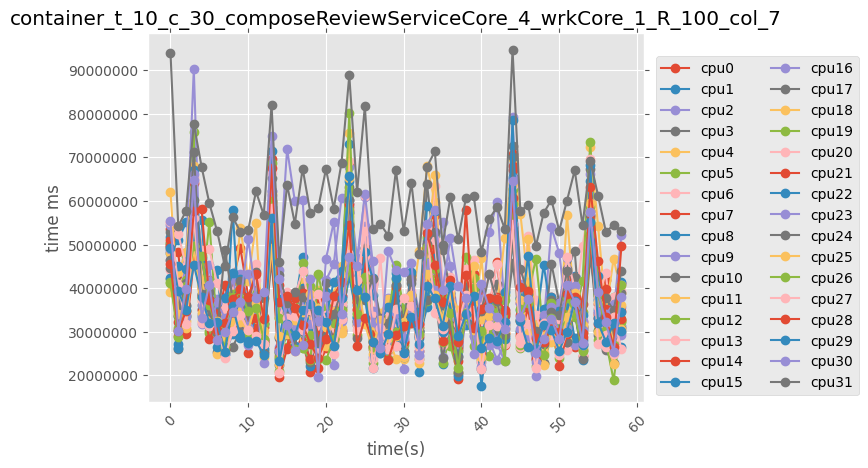 container_t_10_c_30_composeReviewServiceCore_4_wrkCore_1_R_100_col_7
90000000
80000000
70000000
60000000
50000000
40000000
30000000
20000000
time ms
0
10
20
30
40
50
60
time(s)
cpu0
cpu1
cpu2
cpu3
cpu4
cpu5
cpu6
cpu7
cpu8
cpu9
cpu10
cpu11
cpu12
cpu13
cpu14
cpu15
cpu16
cpu17
cpu18
cpu19
cpu20
cpu21
cpu22
cpu23
cpu24
cpu25
cpu26
cpu27
cpu28
cpu29
cpu30
cpu31